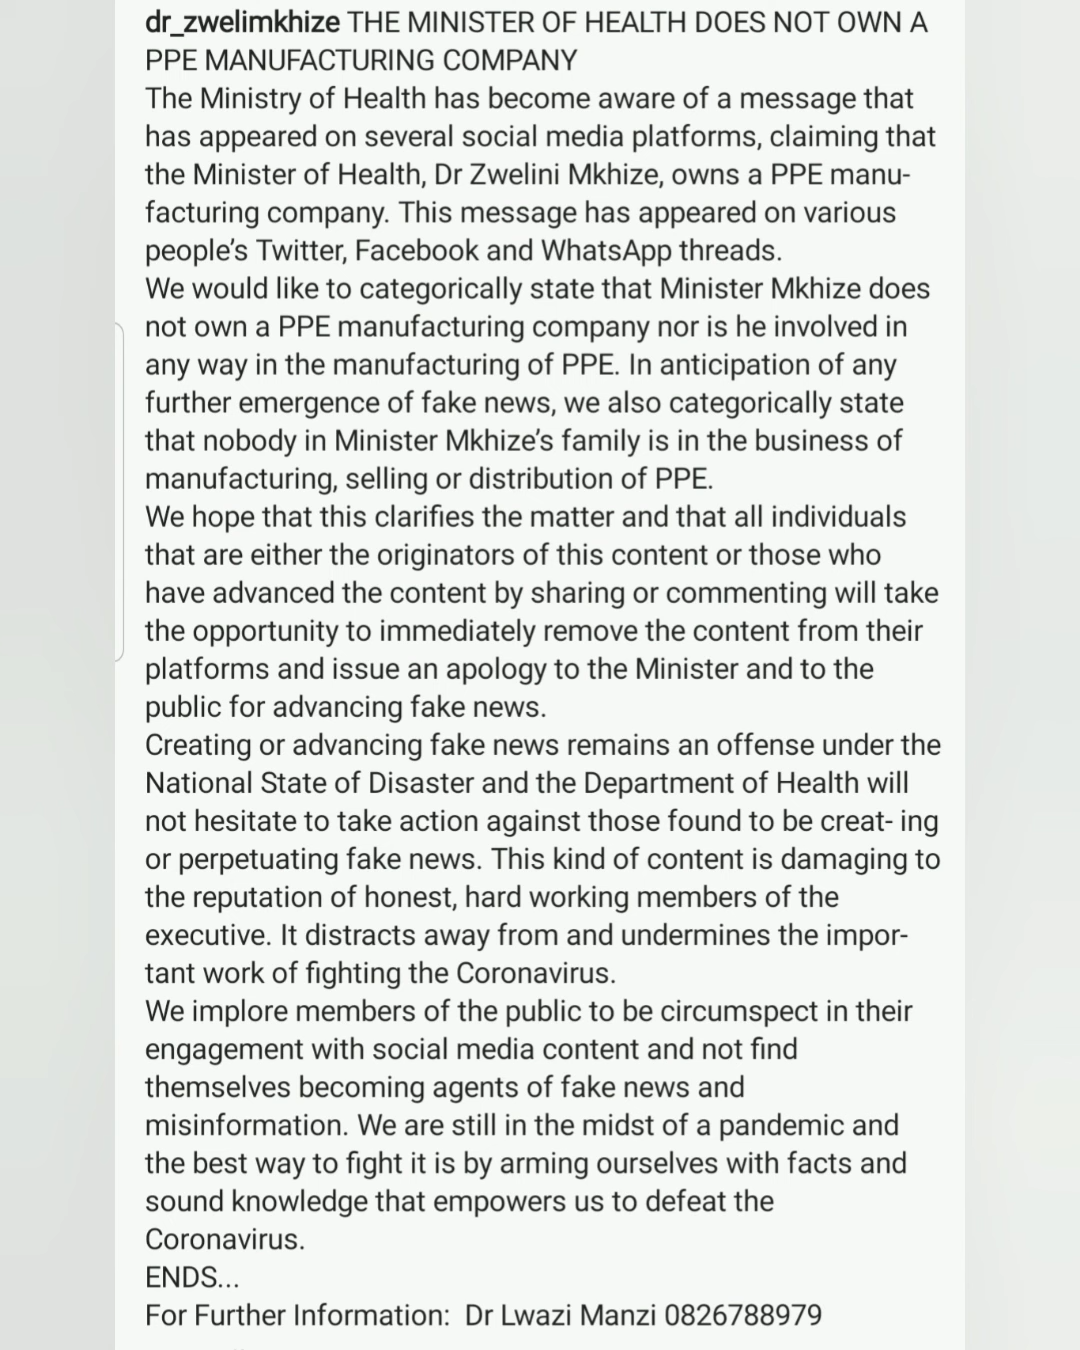 dr_zwelimkhize THE MINISTER OF HEALTH DOES NOT OWN A
PPE MANUFACTURING COMPANY
The Ministry of Health has become aware of a message that
has appeared on several social media platforms, claiming that
the Minister of Health, Dr Zwelini Mkhize, owns a PPE manu-
facturing company. This message has appeared on various
people's Twitter, Facebook and WhatsApp threads.
We would like to categorically state that Minister Mkhize does
not own a PPE manufacturing company nor is he involved in
any way in the manufacturing of PPE. In anticipation of any
further emergence of fake news, we also categorically state
that nobody in Minister Mkhize's family is in the business of
manufacturing, selling or distribution of PPE.
We hope that this clarifies the matter and that all individuals
that are either the originators of this content or those who
have advanced the content by sharing or commenting will take
the opportunity to immediately remove the content from their
platforms and issue an apology to the Minister and to the
public for advancing fake news.
Creating or advancing fake news remains an offense under the
National State of Disaster and the Department of Health will
not hesitate to take action against those found to be creat- ing
or perpetuating fake news. This kind of content is damaging to
the reputation of honest, hard working members of the
executive. It distracts away from and undermines the impor-
tant work of fighting the Coronavirus.
We implore members of the public to be circumspect in their
engagement with social media content and not find
themselves becoming agents of fake news and
misinformation. We are still in the midst of a pandemic and
the best way to fight it is by arming ourselves with facts and
sound knowledge that empowers us to defeat the
Coronavirus.
ENDS...
For Further Information:  Dr Lwazi Manzi 0826788979